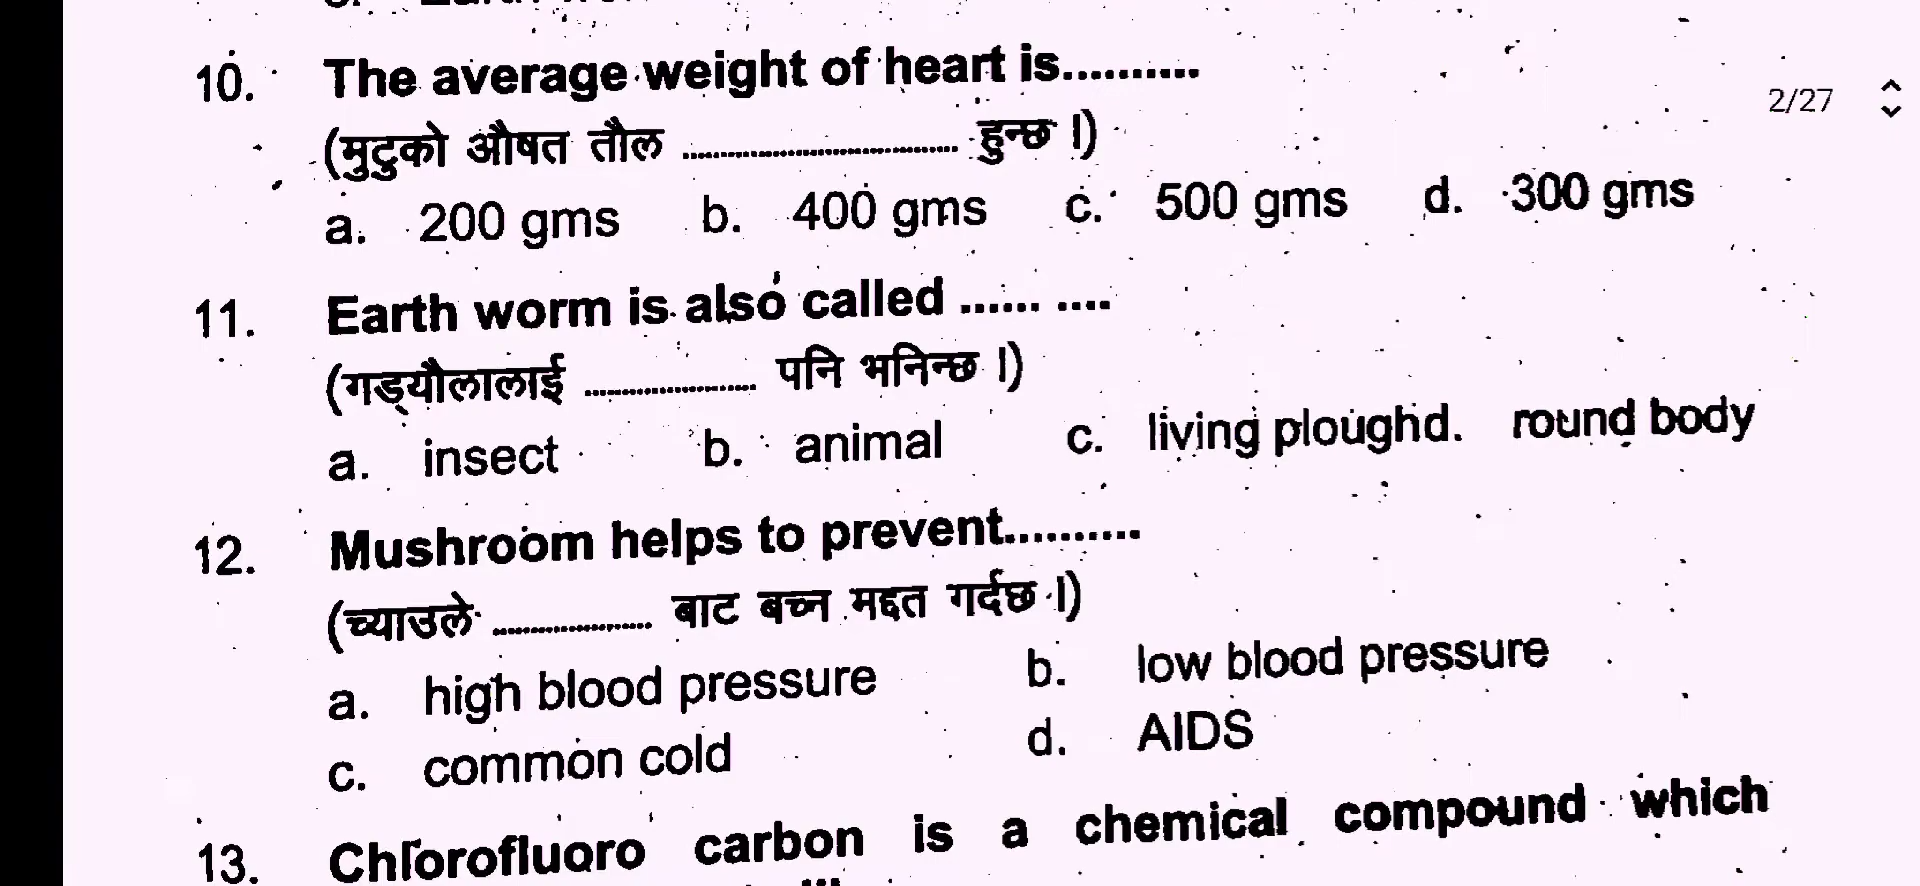 10. The average weight of heart is..........
(मुटुको औषत तौल .............................. हुन्छ ।)
a. 200 gms b. 400 gms c. 500 gms d. 300 gms
2/27
11. Earth worm is also called ...... ....
(गड्यौलालाई ................... पनि भनिन्छ ।)
a. insect b. animal c. living plough d. round body
12. Mushroom helps to prevent..........
(च्याउले ................. बाट बच्न मद्दत गर्दछ ।)
a. high blood pressure b. low blood pressure
c. common cold d. AIDS
13. Chlorofluoro carbon is a chemical compound which